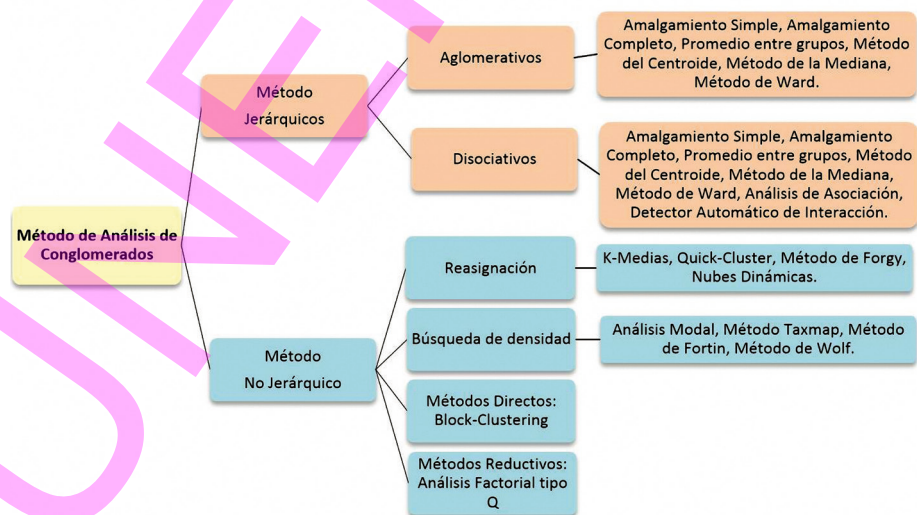 Método de Análisis de
Conglomerados
Método
Jerárquicos
Aglomerativos
Amalgamiento Simple, Amalgamiento
Completo, Promedio entre grupos, Método
del Centroide, Método de la Mediana,
Método de Ward.
Disociativos
Amalgamiento Simple, Amalgamiento
Completo, Promedio entre grupos, Método
del Centroide, Método de la Mediana,
Método de Ward, Análisis de Asociación,
Detector Automático de Interacción.
Método
No Jerárquico
Reasignación
K-Medias, Quick-Cluster, Método de Forgy,
Nubes Dinámicas.
Búsqueda de densidad
Análisis Modal, Método Taxmap, Método
de Fortin, Método de Wolf.
Métodos Directos:
Block-Clustering
Métodos Reductivos:
Análisis Factorial tipo
Q